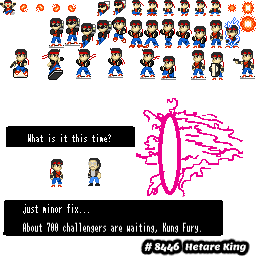 What is it this time?
just minor fix...
About 700 challengers are waiting, Kung Fury.
# 8446 Hetare King